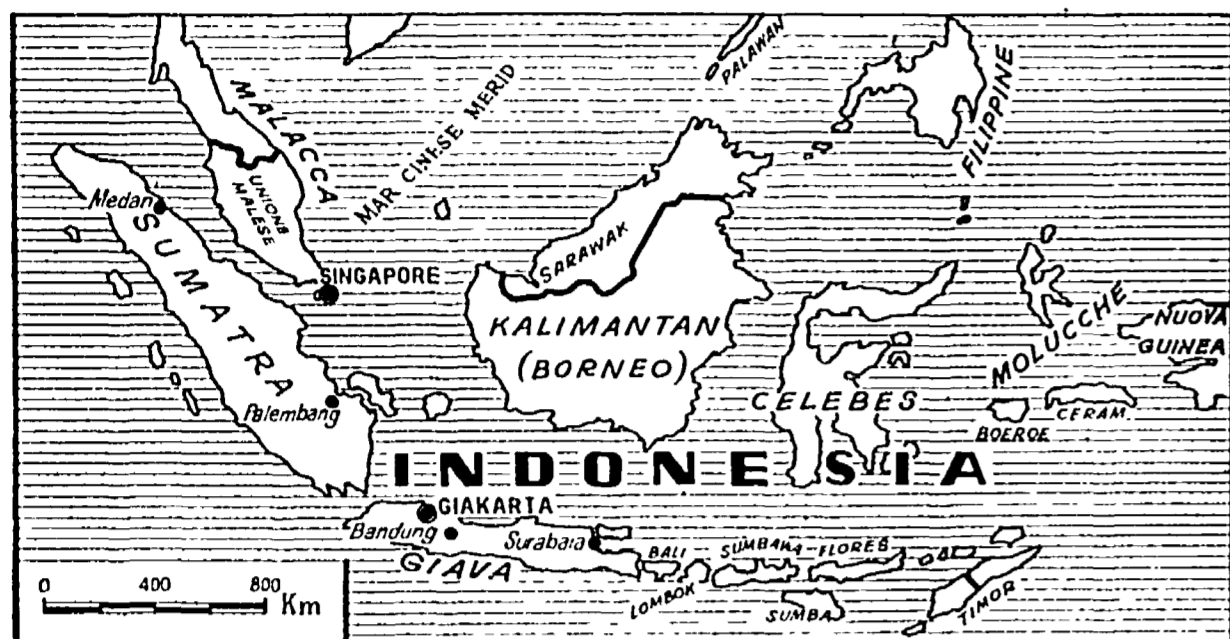 PALAWAN
FILIPPINE
MALACCA
MAR CINESE MERID
UNIONE
MALESE
Medan
SUMATRA
SARAWAK
SINGAPORE
KALIMANTAN
(BORNEO)
MOLUCCHE
NUOVA
GUINEA
Palembang
CELEBES
CERAM
BOEROE
INDONESIA
GIAKARTA
Bandung
Surabaia
GIAVA
BALI
SUMBAWA-FLORES
LOMBOK
SUMBA
TIMOR
0 400 800 Km